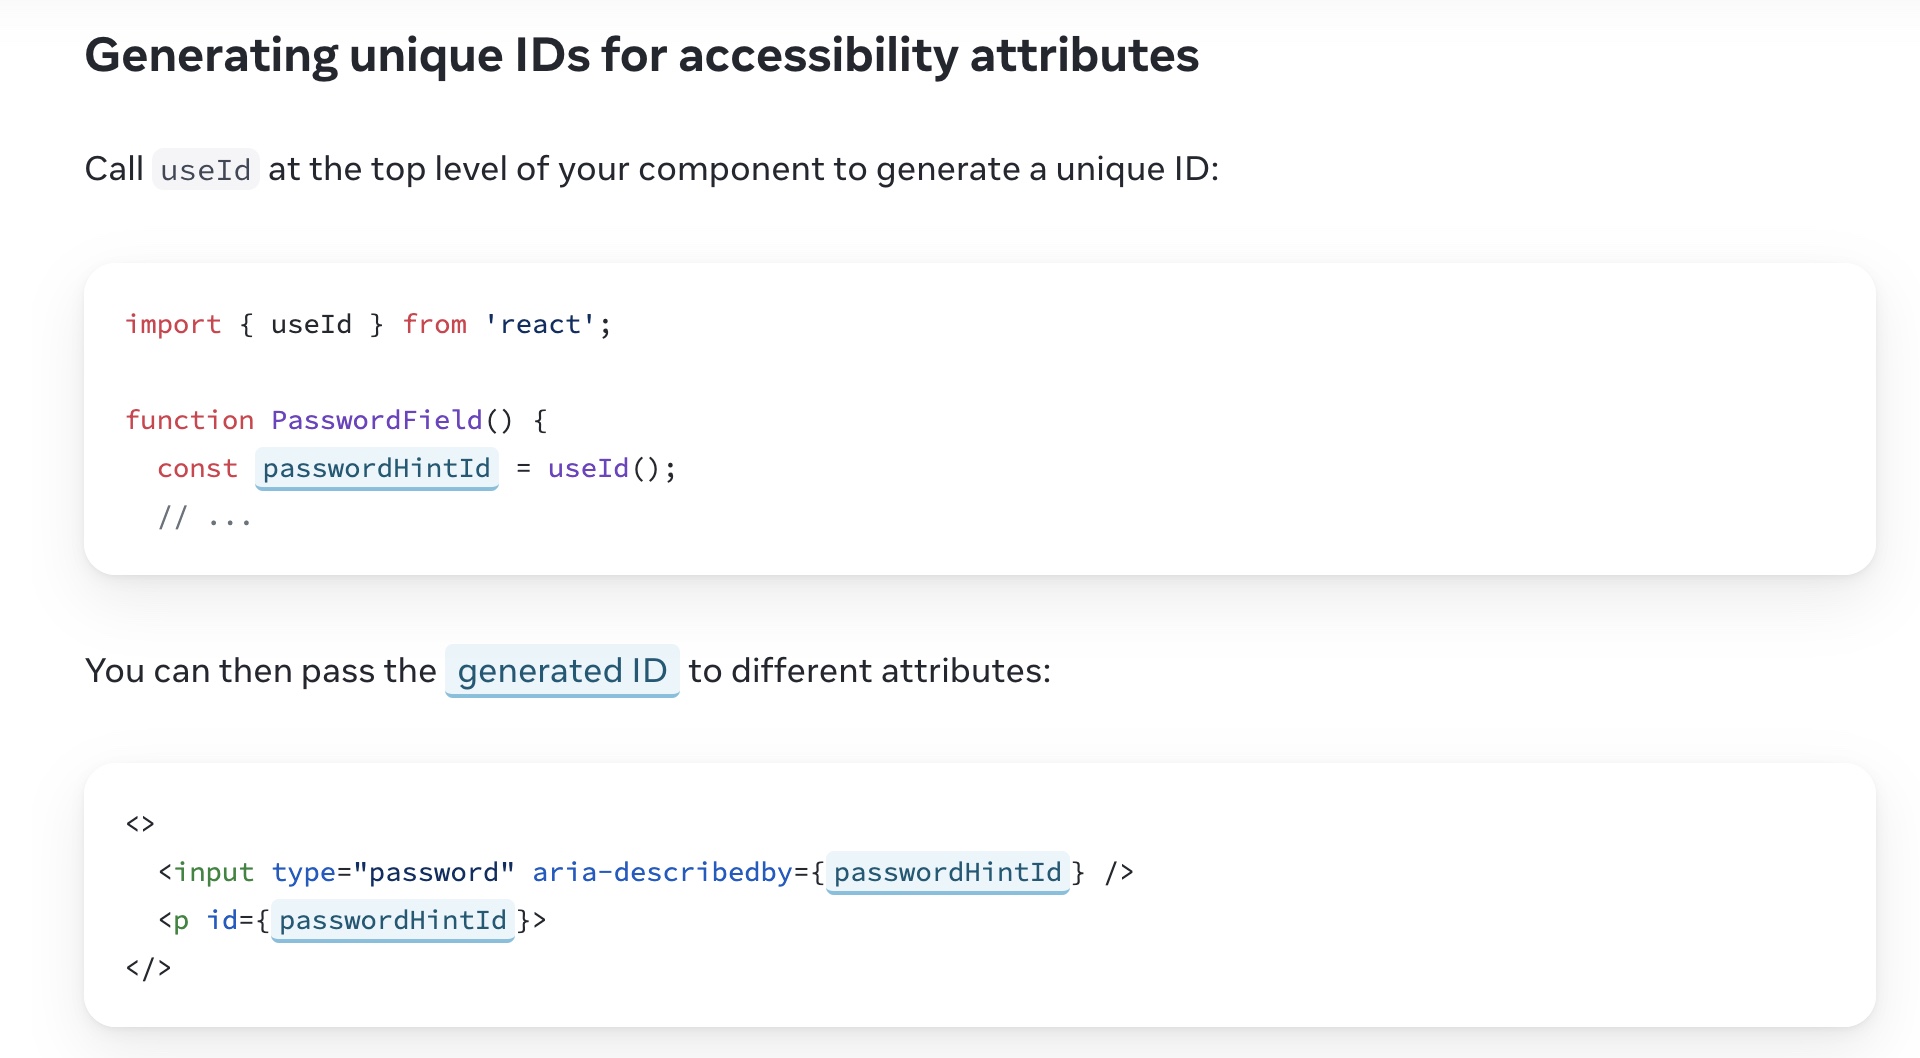 Generating unique IDs for accessibility attributes
Call useId at the top level of your component to generate a unique ID:
import { useId } from 'react';
function PasswordField() {
  const passwordHintId = useId();
  // ...
You can then pass the generated ID to different attributes:
<>
  <input type="password" aria-describedby={passwordHintId} />
  <p id={passwordHintId}>
</>